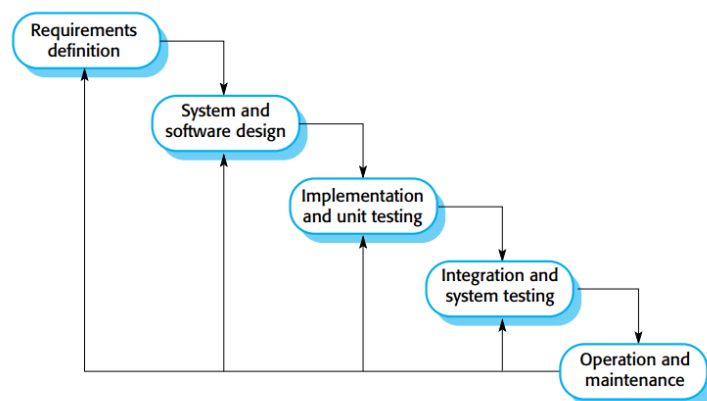 Requirements
definition
System and
software design
Implementation
and unit testing
Integration and
system testing
Operation and
maintenance